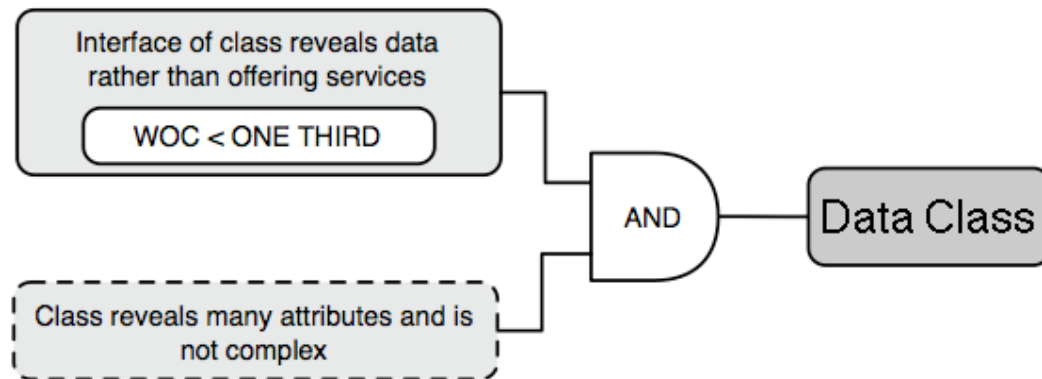 Interface of class reveals data
rather than offering services
WOC < ONE THIRD
AND
Data Class
Class reveals many attributes and is
not complex